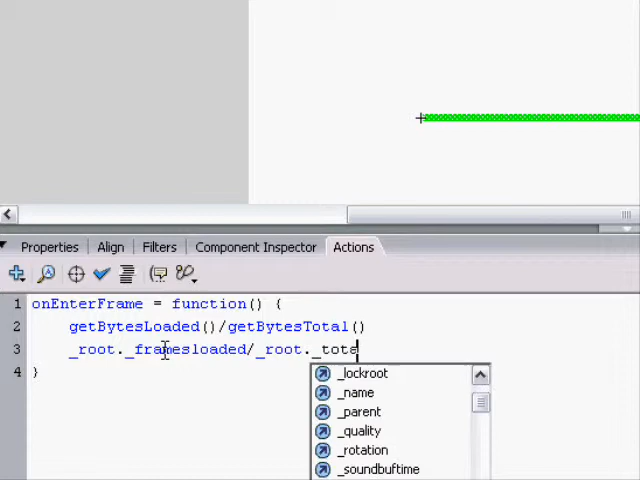 Properties Align Filters Component Inspector Actions
1 onEnterFrame = function() {
2 getBytesLoaded()/getBytesTotal()
3 _root._framesloaded/_root._tota
4 }
_lockroot
_name
_parent
_quality
_rotation
_soundbuftime